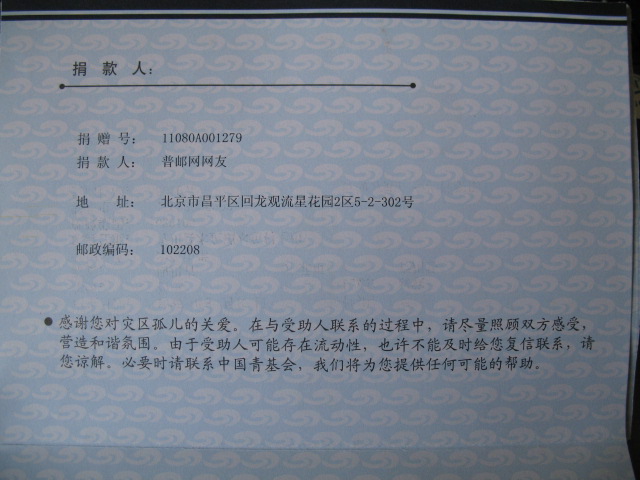 捐 款 人：
捐 赠 号： 11080A001279
捐 款 人： 普邮网网友
地 址： 北京市昌平区回龙观流星花园2区5-2-302号
邮政编码： 102208
● 感谢您对灾区孤儿的关爱。在与受助人联系的过程中，请尽量照顾双方感受，
营造和谐氛围。由于受助人可能存在流动性，也许不能及时给您复信联系，请
您谅解。必要时请联系中国青基会，我们将为您提供任何可能的帮助。